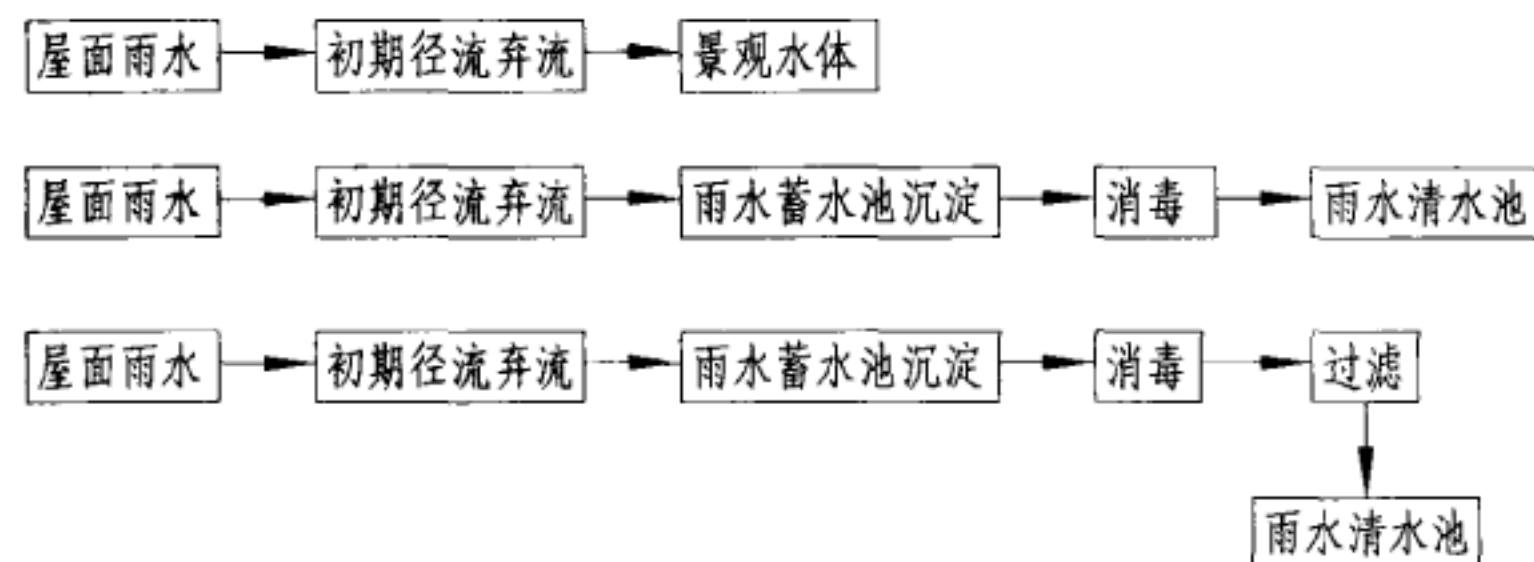 屋面雨水 初期径流弃流 景观水体
屋面雨水 初期径流弃流 雨水蓄水池沉淀 消毒 雨水清水池
屋面雨水 初期径流弃流 雨水蓄水池沉淀 消毒 过滤
雨水清水池